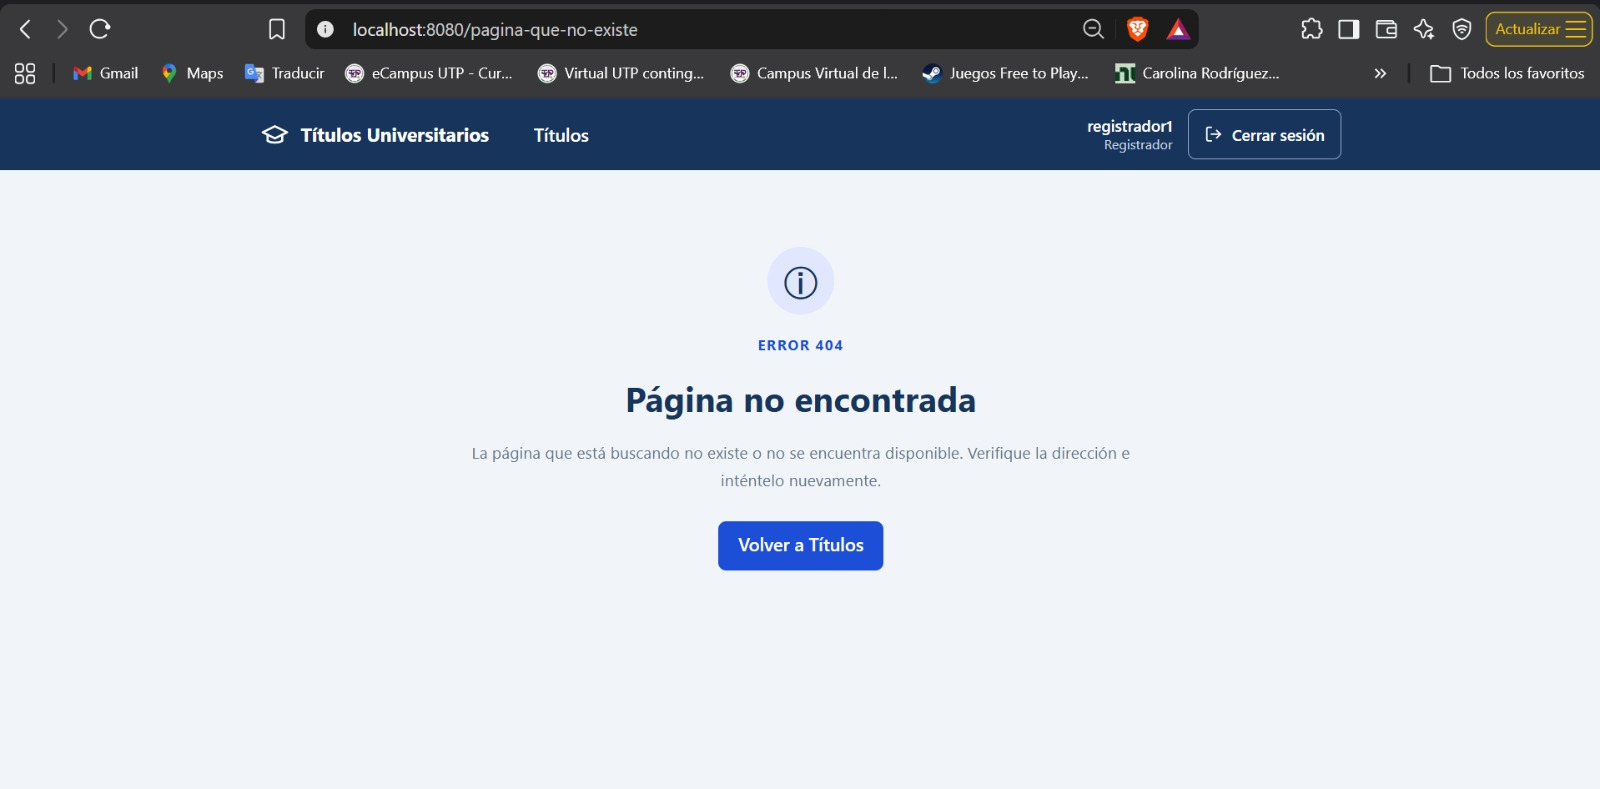 localhost:8080/pagina-que-no-existe
Actualizar
Gmail
Maps
Traducir
eCampus UTP - Cur...
Virtual UTP conting...
Campus Virtual de l...
Juegos Free to Play...
Carolina Rodríguez...
Todos los favoritos
Títulos Universitarios
Títulos
registrador1
Registrador
Cerrar sesión
ERROR 404
Página no encontrada
La página que está buscando no existe o no se encuentra disponible. Verifique la dirección e
inténtelo nuevamente.
Volver a Títulos